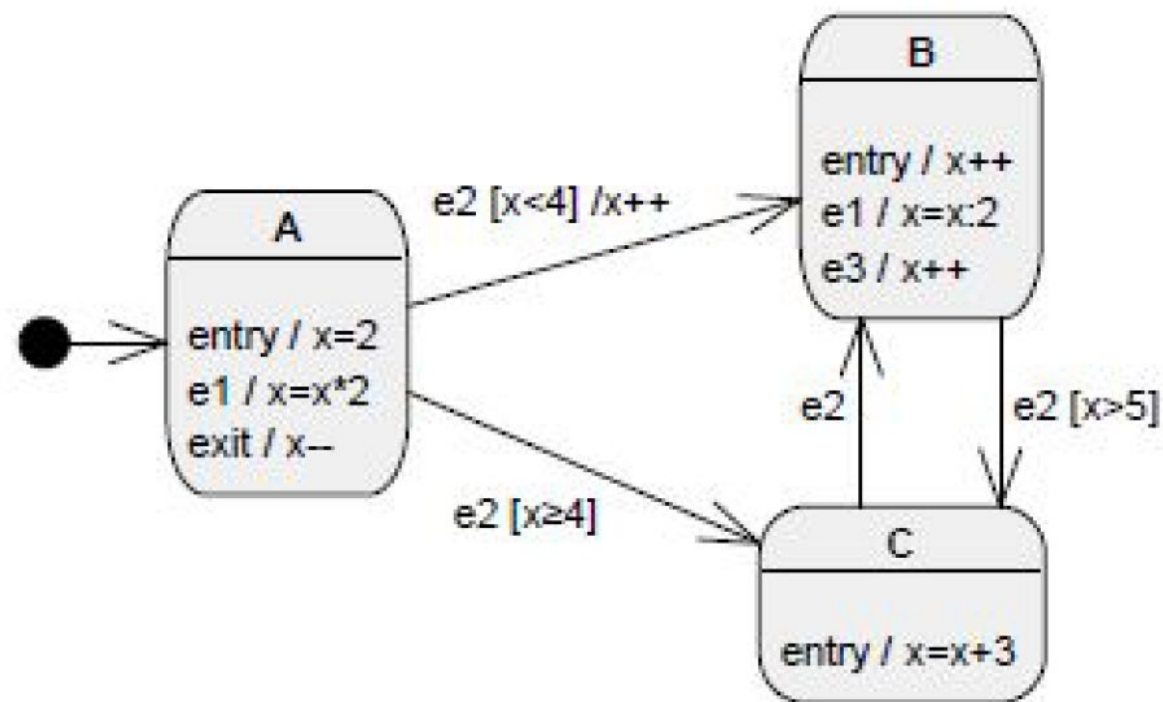 B
entry / x++
e1 / x=x:2
e3 / x++
e2 [x<4] /x++
A
entry / x=2
e1 / x=x*2
exit / x--
e2
e2 [x>5]
e2 [x≥4]
C
entry / x=x+3